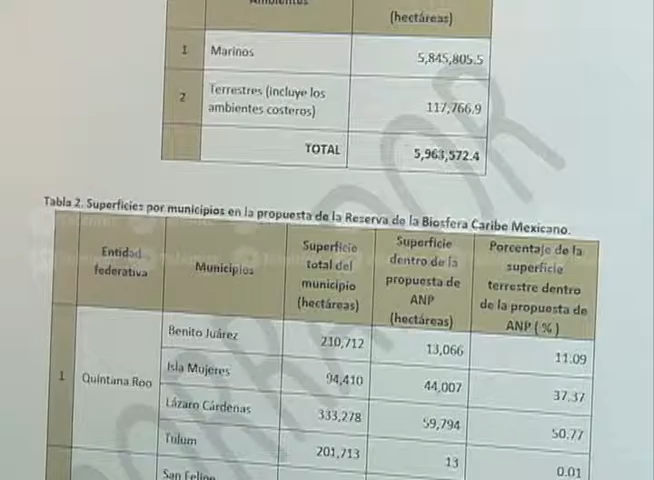 Ambientes
(hectáreas)
1 Marinos 5,845,805.5
2 Terrestres (incluye los ambientes costeros) 117,766.9
TOTAL 5,963,572.4
Tabla 2. Superficies por municipios en la propuesta de la Reserva de la Biosfera Caribe Mexicano.
Entidad federativa
Municipios
Superficie total del municipio (hectáreas)
Superficie dentro de la propuesta de ANP (hectáreas)
Porcentaje de la superficie terrestre dentro de la propuesta de ANP ( % )
1 Quintana Roo
Benito Juárez 210,712 13,066 11.09
Isla Mujeres 94,410 44,007 37.37
Lázaro Cárdenas 333,278 59,794 50.77
Tulum 201,713 13 0.01
San Felipe
BORRADOR